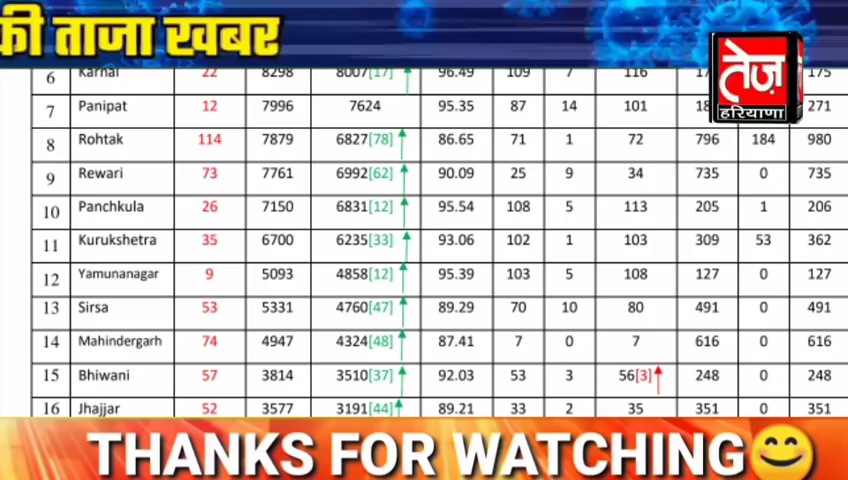 की ताजा खबर
तेज़
हरियाणा
6 Karnal 22 8298 8007[17] 96.49 109 7 116 175
7 Panipat 12 7996 7624 95.35 87 14 101 271
8 Rohtak 114 7879 6827[78] 86.65 71 1 72 796 184 980
9 Rewari 73 7761 6992[62] 90.09 25 9 34 735 0 735
10 Panchkula 26 7150 6831[12] 95.54 108 5 113 205 1 206
11 Kurukshetra 35 6700 6235[33] 93.06 102 1 103 309 53 362
12 Yamunanagar 9 5093 4858[12] 95.39 103 5 108 127 0 127
13 Sirsa 53 5331 4760[47] 89.29 70 10 80 491 0 491
14 Mahindergarh 74 4947 4324[48] 87.41 7 0 7 616 0 616
15 Bhiwani 57 3814 3510[37] 92.03 53 3 56[3] 248 0 248
16 Jhajjar 52 3577 3191[44] 89.21 33 2 35 351 0 351
THANKS FOR WATCHING